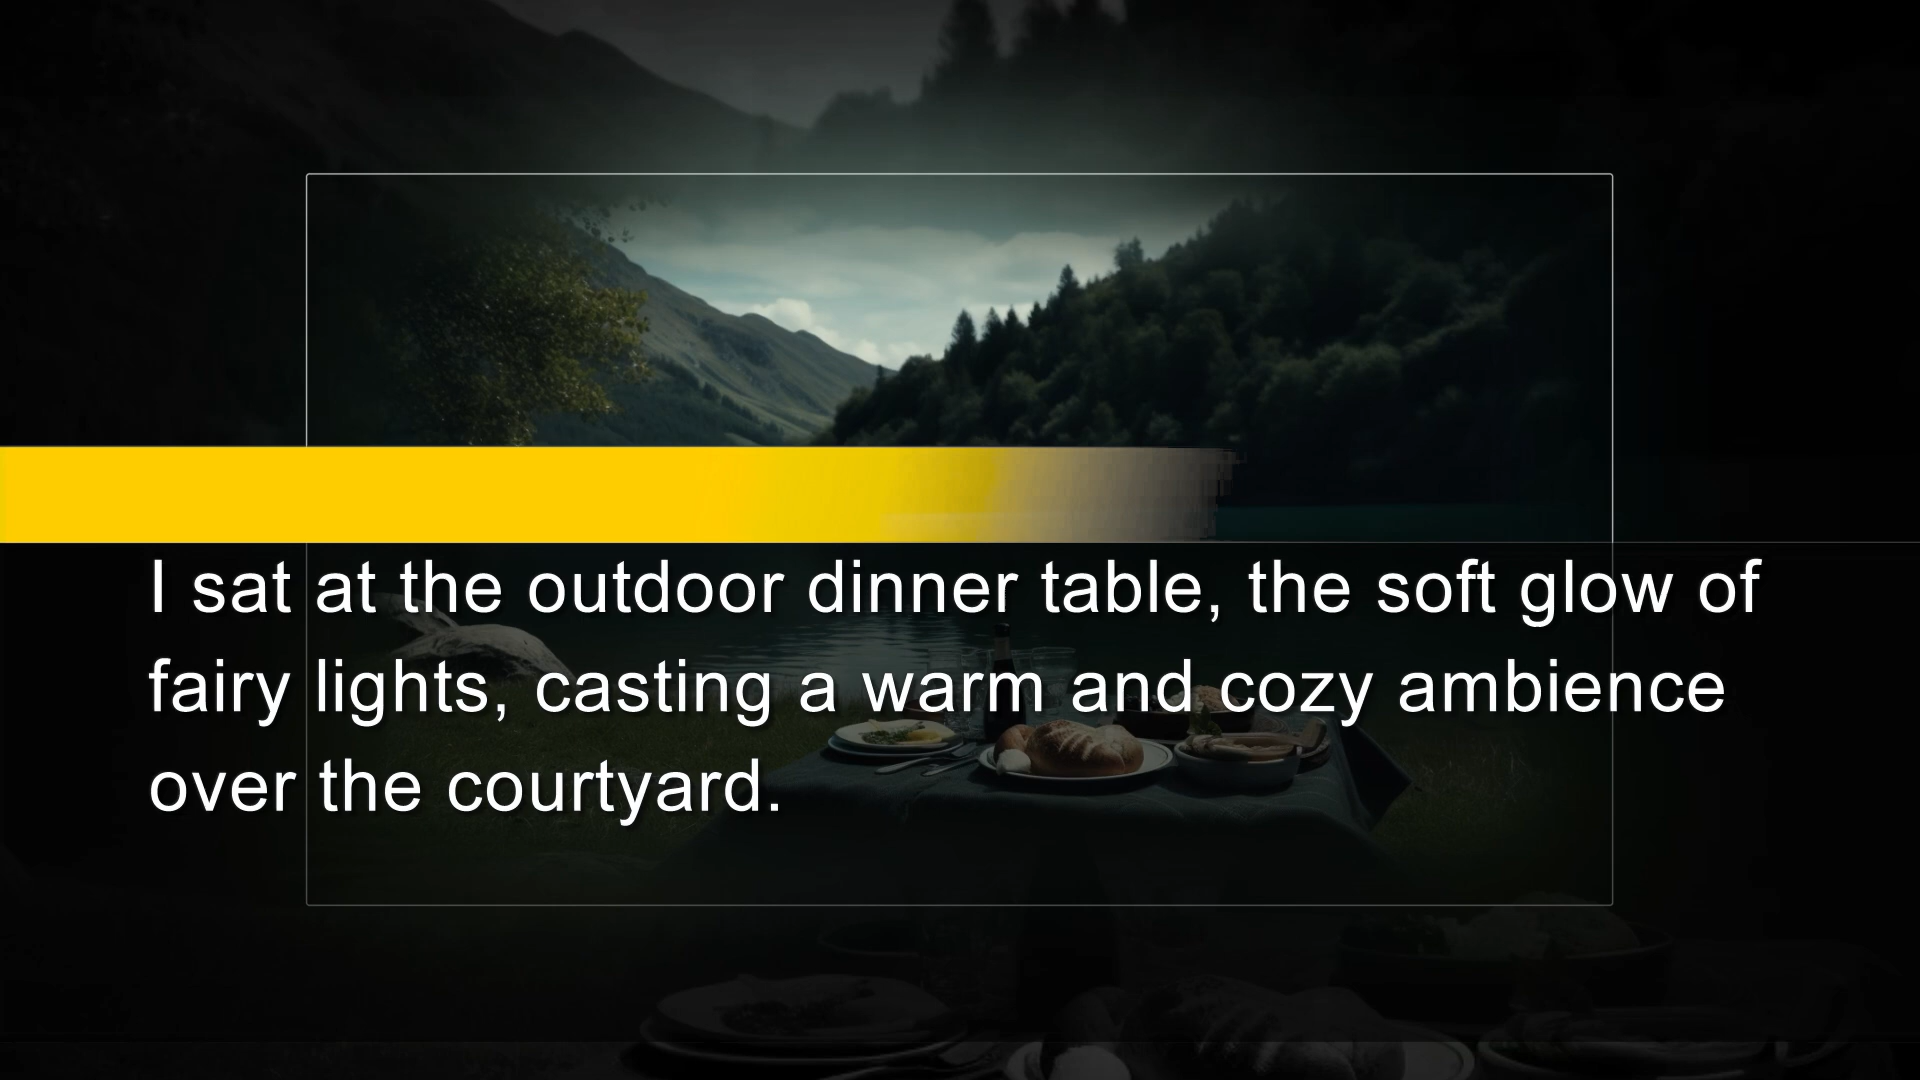 I sat at the outdoor dinner table, the soft glow of
fairy lights, casting a warm and cozy ambience
over the courtyard.